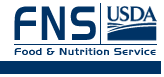 FNS USDA
Food & Nutrition Service